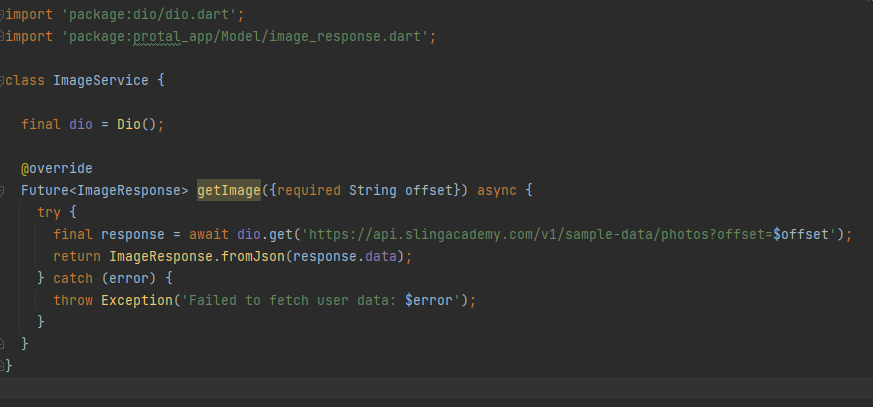 import 'package:dio/dio.dart';
import 'package:protal_app/Model/image_response.dart';
class ImageService {
final dio = Dio();
@override
Future<ImageResponse> getImage({required String offset}) async {
try {
final response = await dio.get('https://api.slingacademy.com/v1/sample-data/photos?offset=$offset');
return ImageResponse.fromJson(response.data);
} catch (error) {
throw Exception('Failed to fetch user data: $error');
}
}
}